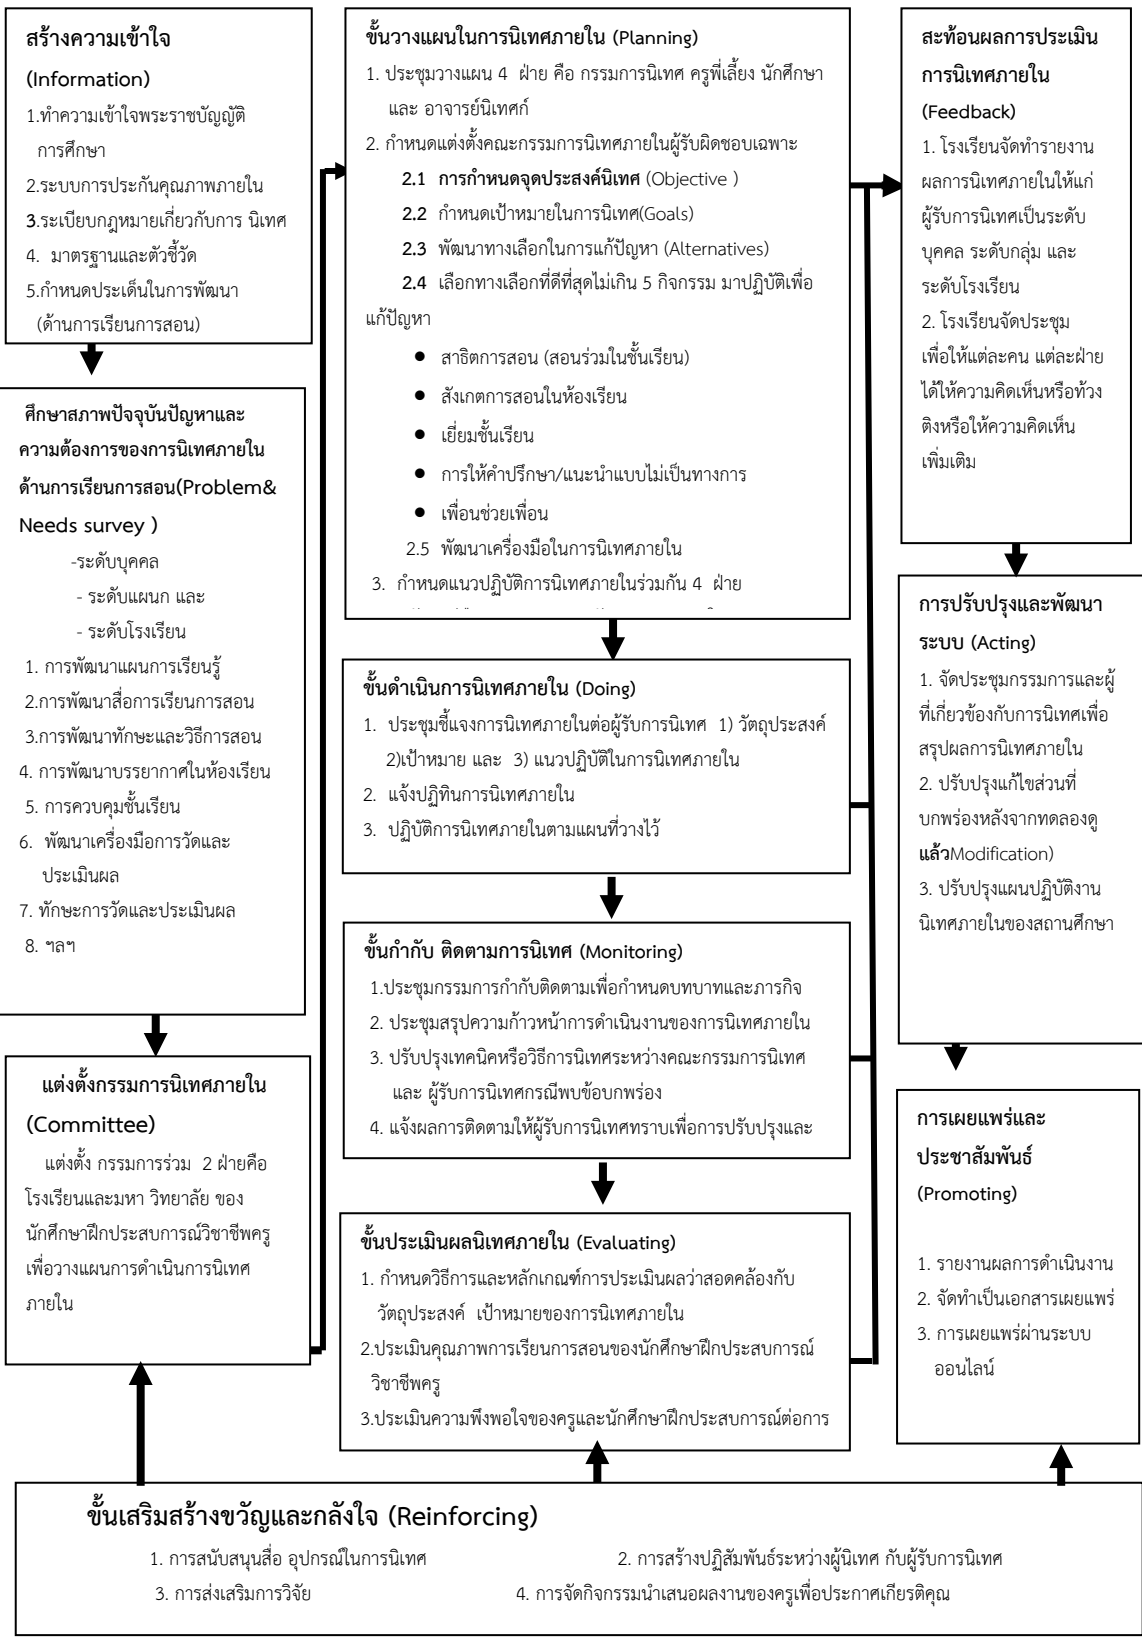 สร้างความเข้าใจ
(Information)
1.ทำความเข้าใจพระราชบัญญัติ
การศึกษา
2.ระบบการประกันคุณภาพภายใน
3.ระเบียบกฎหมายเกี่ยวกับการ นิเทศ
4. มาตรฐานและตัวชี้วัด
5.กำหนดประเด็นในการพัฒนา
(ด้านการเรียนการสอน)
ศึกษาสภาพปัจจุบันปัญหาและ
ความต้องการของการนิเทศภายใน
ด้านการเรียนการสอน(Problem&
Needs survey )
-ระดับบุคคล
- ระดับแผนก และ
- ระดับโรงเรียน
1. การพัฒนาแผนการเรียนรู้
2.การพัฒนาสื่อการเรียนการสอน
3.การพัฒนาทักษะและวิธีการสอน
4. การพัฒนาบรรยากาศในห้องเรียน
5. การควบคุมชั้นเรียน
6. พัฒนาเครื่องมือการวัดและ
ประเมินผล
7. ทักษะการวัดและประเมินผล
8. ฯลฯ
แต่งตั้งกรรมการนิเทศภายใน
(Committee)
แต่งตั้ง กรรมการร่วม 2 ฝ่ายคือ
โรงเรียนและมหา วิทยาลัย ของ
นักศึกษาฝึกประสบการณ์วิชาชีพครู
เพื่อวางแผนการดำเนินการนิเทศ
ภายใน
ขั้นวางแผนในการนิเทศภายใน (Planning)
1. ประชุมวางแผน 4 ฝ่าย คือ กรรมการนิเทศ ครูพี่เลี้ยง นักศึกษา
และ อาจารย์นิเทศก์
2. กำหนดแต่งตั้งคณะกรรมการนิเทศภายในผู้รับผิดชอบเฉพาะ
2.1 การกำหนดจุดประสงค์นิเทศ (Objective )
2.2 กำหนดเป้าหมายในการนิเทศ(Goals)
2.3 พัฒนาทางเลือกในการแก้ปัญหา (Alternatives)
2.4 เลือกทางเลือกที่ดีที่สุดไม่เกิน 5 กิจกรรม มาปฏิบัติเพื่อ
แก้ปัญหา
● สาธิตการสอน (สอนร่วมในชั้นเรียน)
● สังเกตการสอนในห้องเรียน
● เยี่ยมชั้นเรียน
● การให้คำปรึกษา/แนะนำแบบไม่เป็นทางการ
● เพื่อนช่วยเพื่อน
2.5 พัฒนาเครื่องมือในการนิเทศภายใน
3. กำหนดแนวปฏิบัติการนิเทศภายในร่วมกัน 4 ฝ่าย
ขั้นดำเนินการนิเทศภายใน (Doing)
1. ประชุมชี้แจงการนิเทศภายในต่อผู้รับการนิเทศ 1) วัตถุประสงค์
2)เป้าหมาย และ 3) แนวปฏิบัติในการนิเทศภายใน
2. แจ้งปฏิทินการนิเทศภายใน
3. ปฏิบัติการนิเทศภายในตามแผนที่วางไว้
ขั้นกำกับ ติดตามการนิเทศ (Monitoring)
1.ประชุมกรรมการกำกับติดตามเพื่อกำหนดบทบาทและภารกิจ
2. ประชุมสรุปความก้าวหน้าการดำเนินงานของการนิเทศภายใน
3. ปรับปรุงเทคนิคหรือวิธีการนิเทศระหว่างคณะกรรมการนิเทศ
และ ผู้รับการนิเทศกรณีพบข้อบกพร่อง
4. แจ้งผลการติดตามให้ผู้รับการนิเทศทราบเพื่อการปรับปรุงและ
ขั้นประเมินผลนิเทศภายใน (Evaluating)
1. กำหนดวิธีการและหลักเกณฑ์การประเมินผลว่าสอดคล้องกับ
วัตถุประสงค์ เป้าหมายของการนิเทศภายใน
2.ประเมินคุณภาพการเรียนการสอนของนักศึกษาฝึกประสบการณ์
วิชาชีพครู
3.ประเมินความพึงพอใจของครูและนักศึกษาฝึกประสบการณ์ต่อการ
สะท้อนผลการประเมิน
การนิเทศภายใน
(Feedback)
1. โรงเรียนจัดทำรายงาน
ผลการนิเทศภายในให้แก่
ผู้รับการนิเทศเป็นระดับ
บุคคล ระดับกลุ่ม และ
ระดับโรงเรียน
2. โรงเรียนจัดประชุม
เพื่อให้แต่ละคน แต่ละฝ่าย
ได้ให้ความคิดเห็นหรือท้วง
ติงหรือให้ความคิดเห็น
เพิ่มเติม
การปรับปรุงและพัฒนา
ระบบ (Acting)
1. จัดประชุมกรรมการและผู้
ที่เกี่ยวข้องกับการนิเทศเพื่อ
สรุปผลการนิเทศภายใน
2. ปรับปรุงแก้ไขส่วนที่
บกพร่องหลังจากทดลองดู
แล้วModification)
3. ปรับปรุงแผนปฏิบัติงาน
นิเทศภายในของสถานศึกษา
การเผยแพร่และ
ประชาสัมพันธ์
(Promoting)
1. รายงานผลการดำเนินงาน
2. จัดทำเป็นเอกสารเผยแพร่
3. การเผยแพร่ผ่านระบบ
ออนไลน์
ขั้นเสริมสร้างขวัญและกลังใจ (Reinforcing)
1. การสนับสนุนสื่อ อุปกรณ์ในการนิเทศ 2. การสร้างปฏิสัมพันธ์ระหว่างผู้นิเทศ กับผู้รับการนิเทศ
3. การส่งเสริมการวิจัย 4. การจัดกิจกรรมนำเสนอผลงานของครูเพื่อประกาศเกียรติคุณ